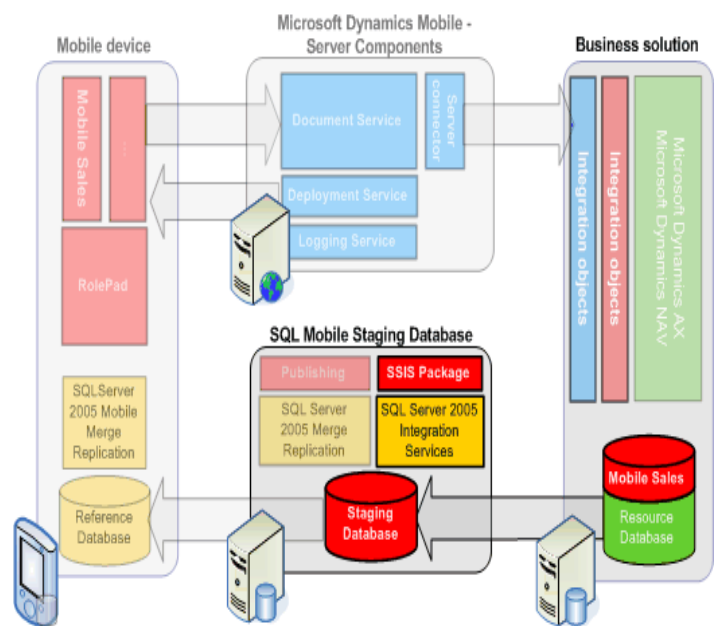 Mobile device
Microsoft Dynamics Mobile -
Server Components
Business solution
Mobile Sales
...
RolePad
SQLServer
2005 Mobile
Merge
Replication
Reference
Database
Document Service
Server
connector
Deployment Service
Logging Service
SQL Mobile Staging Database
Publishing
SSIS Package
SQL Server
2005 Merge
Replication
SQL Server 2005
Integration
Services
Staging
Database
Integration objects
Integration objects
Microsoft Dynamics AX
Microsoft Dynamics NAV
Mobile Sales
Resource
Database